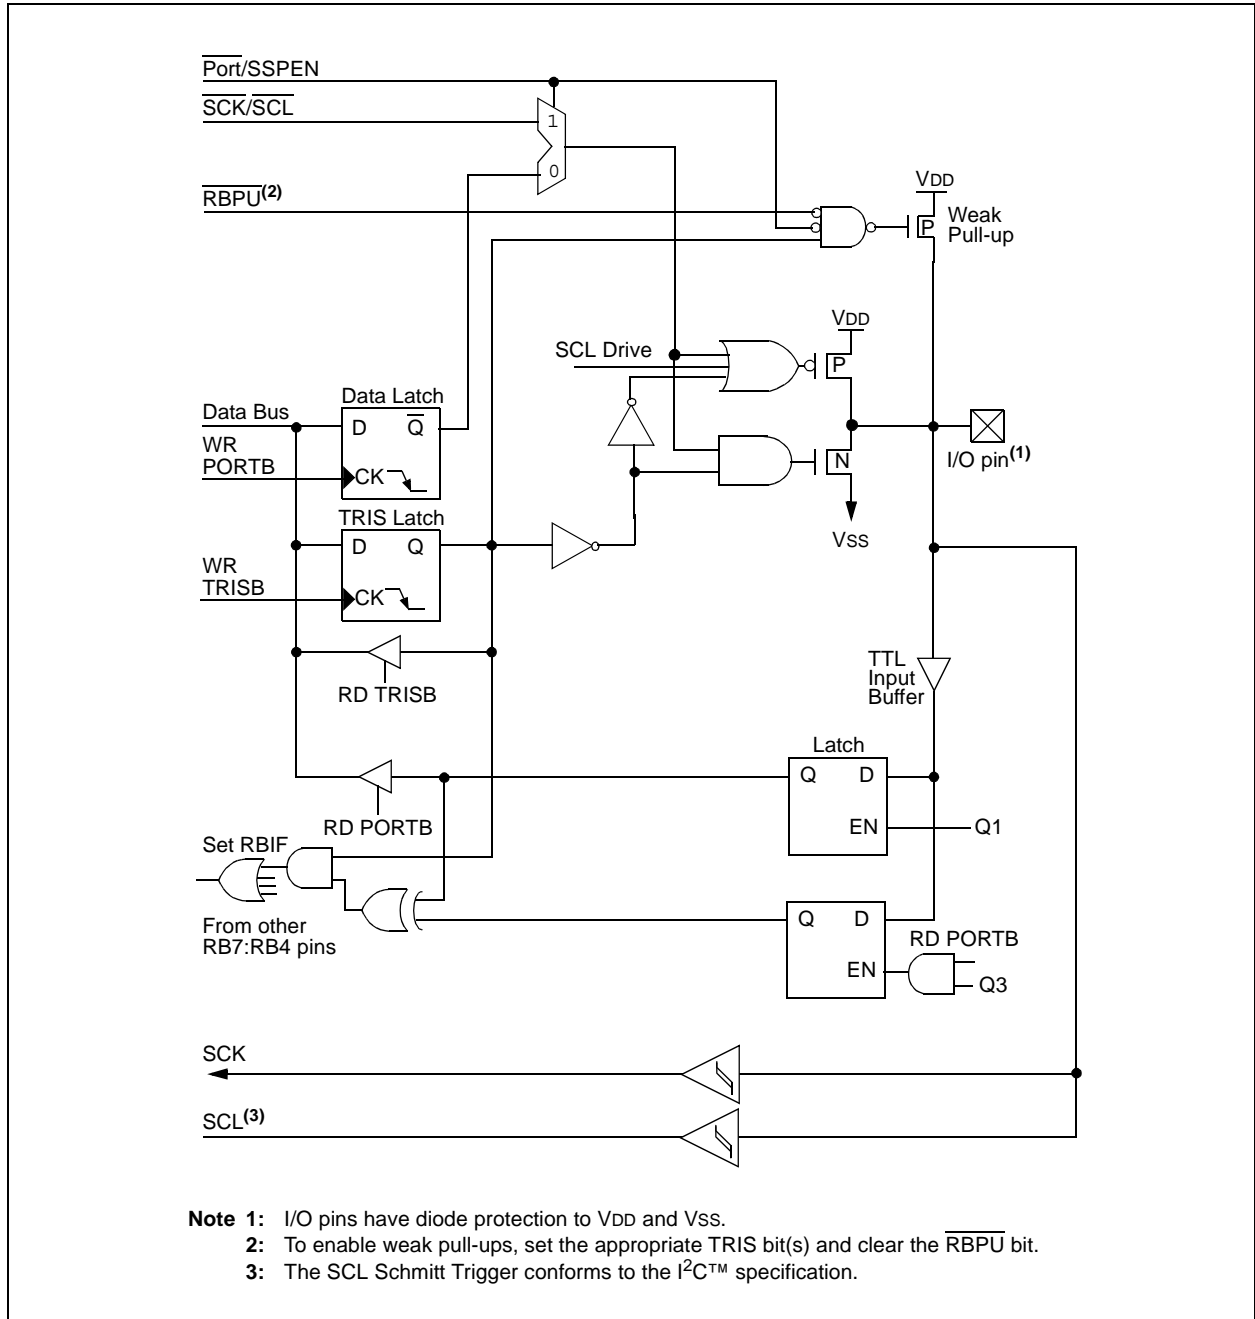 Port/SSPEN
SCK/SCL
1
0
RBPU(2)
VDD
P
Weak
Pull-up
VDD
SCL Drive
P
Data Latch
Data Bus
D Q
WR
PORTB
CK
N
I/O pin(1)
VSS
TRIS Latch
D Q
WR
TRISB
CK
RD TRISB
TTL
Input
Buffer
Latch
Q D
EN
Q1
RD PORTB
Set RBIF
From other
RB7:RB4 pins
Q D
RD PORTB
EN
Q3
SCK
SCL(3)
Note 1: I/O pins have diode protection to VDD and VSS.
2: To enable weak pull-ups, set the appropriate TRIS bit(s) and clear the RBPU bit.
3: The SCL Schmitt Trigger conforms to the I2C™ specification.